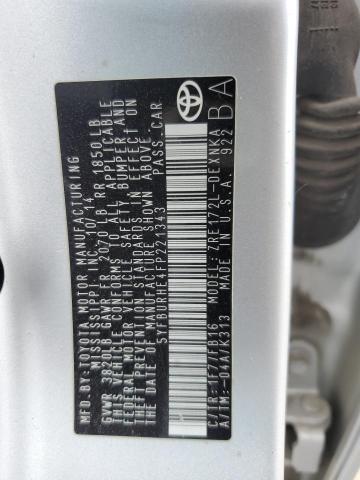 MFD.BY:TOYOTA MOTOR MANUFACTURING
MISSISSIPPI, INC. 10/14
GVWR 3820LB GAWR FR 2070 LB RR 1850LB
THIS VEHICLE CONFORMS TO ALL APPLICABLE
FEDERAL MOTOR VEHICLE SAFETY, BUMPER, AND
THEFT PREVENTION STANDARDS IN EFFECT ON
THE DATE OF MANUFACTURE SHOWN ABOVE.
5YFBURHE4FP221343 PASS.CAR
C/TR: 1F7/FB16 MODEL: ZRE172L-DEXNKA
A/TM: -04A/K313 MADE IN U.S.A. 922
BA